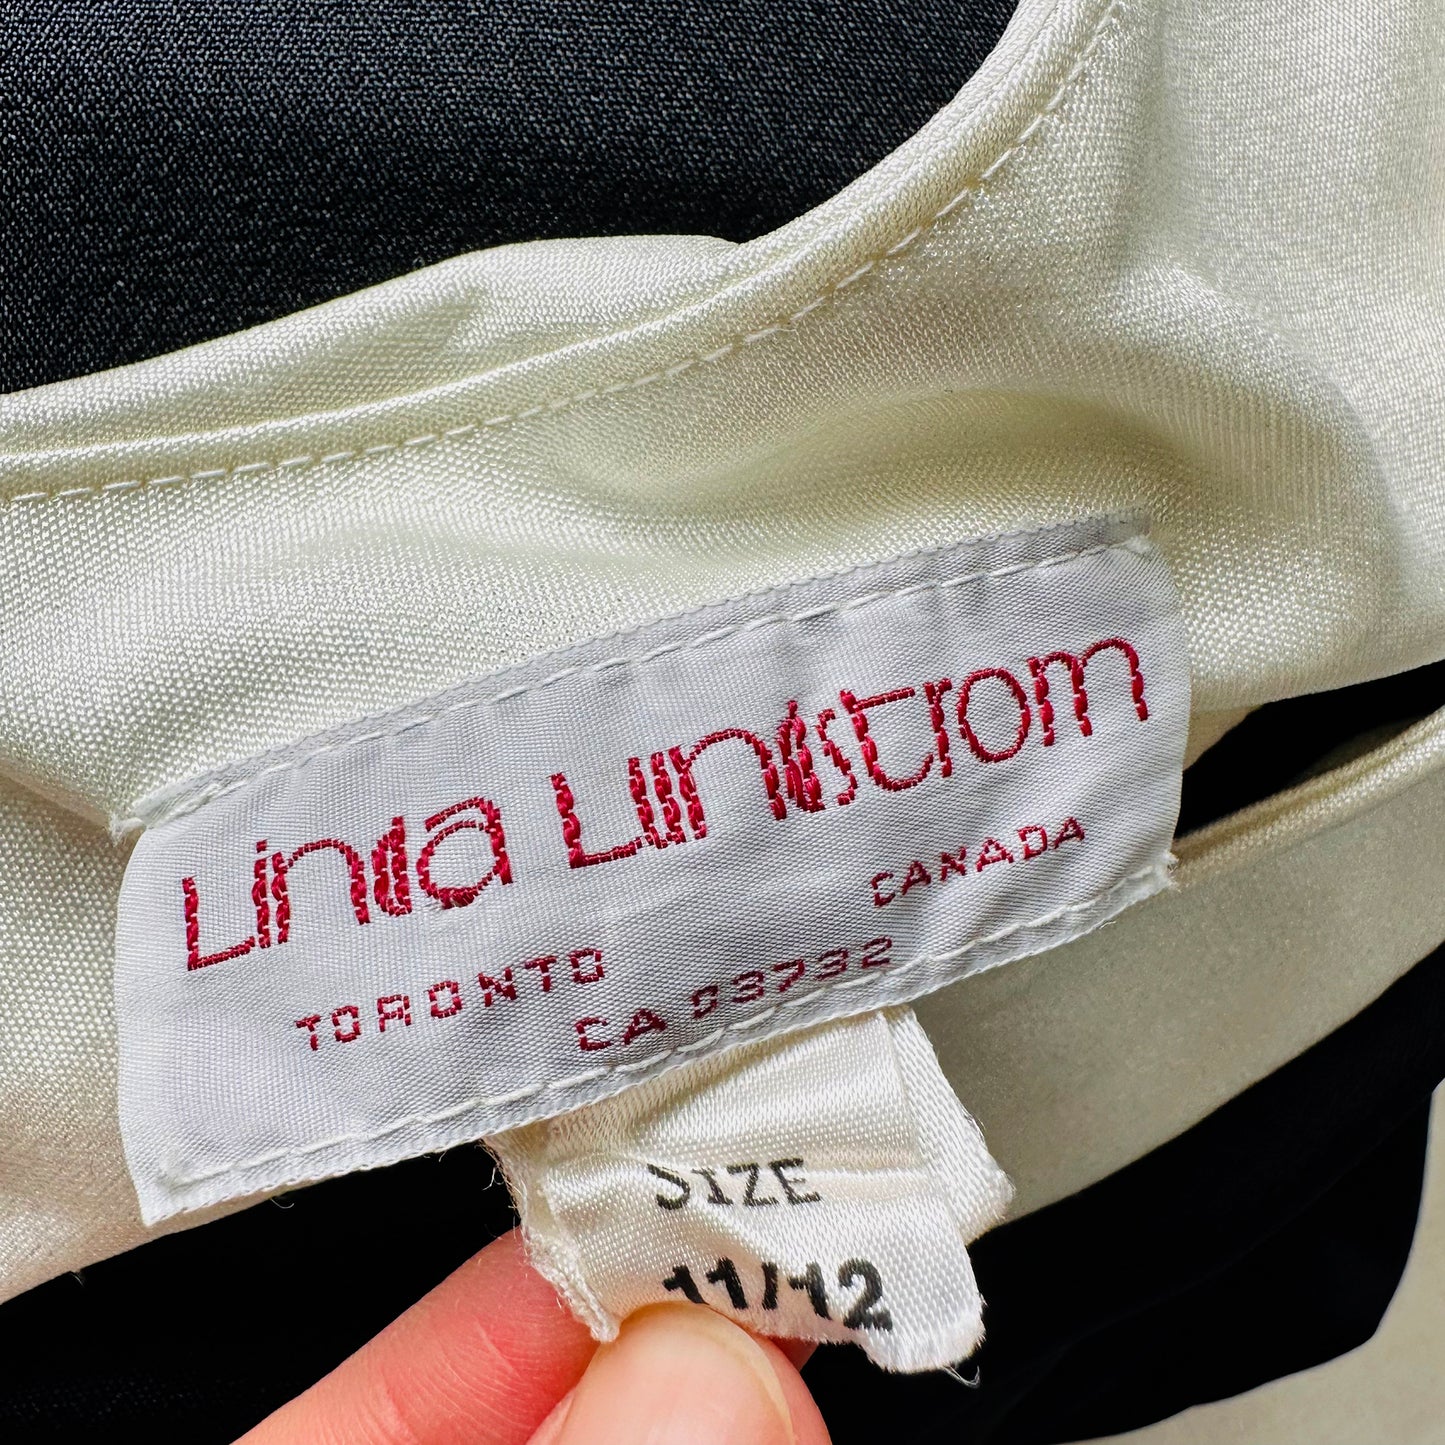 Linda Lundstrom
TORONTO CANADA
CA 03732
SIZE
11/12